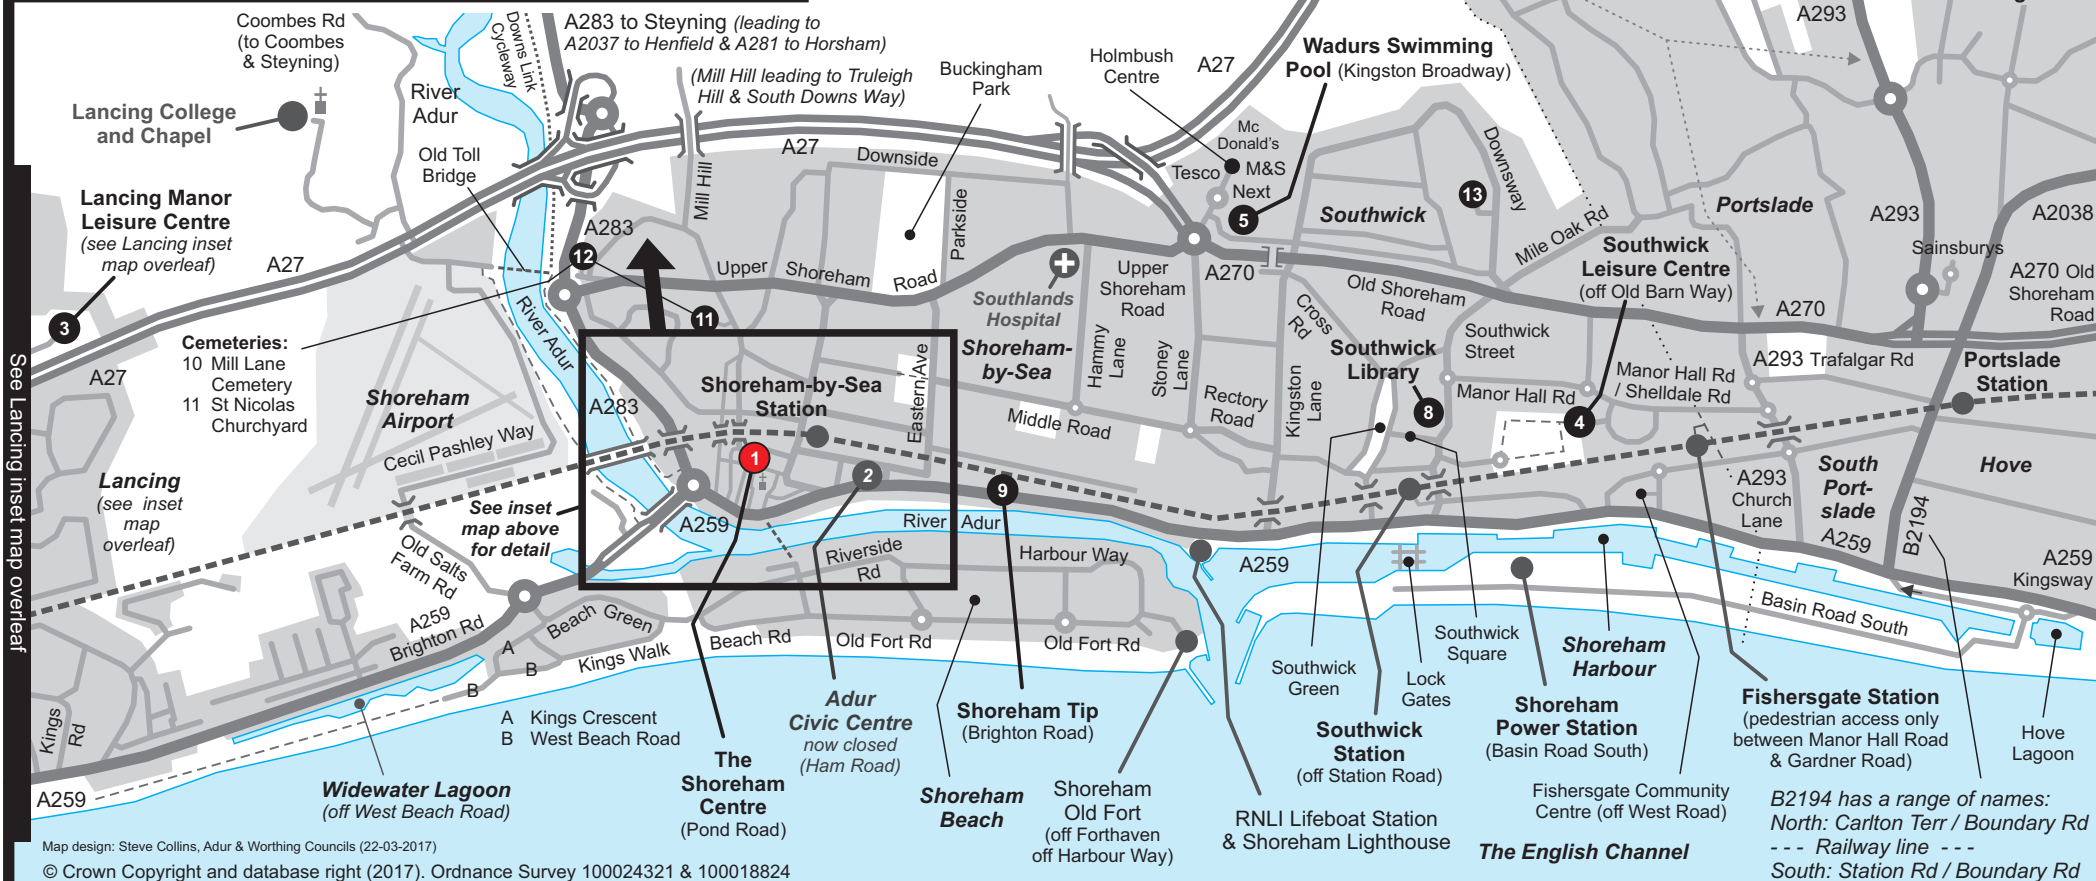 Coombes Rd
(to Coombes
& Steyning)
Lancing College
and Chapel
River
Adur
Downs Link
Cycleway
A283 to Steyning (leading to
A2037 to Henfield & A281 to Horsham)
(Mill Hill leading to Truleigh
Hill & South Downs Way)
Buckingham
Park
Holmbush
Centre
A27
Wadurs Swimming
Pool (Kingston Broadway)
A293
Old Toll
Bridge
A27
Downside
Mc
Donald's
Tesco
M&S
Next
5
Southwick
13
Downsway
Portslade
A293
A2038
Lancing Manor
Leisure Centre
(see Lancing inset
map overleaf)
A27
3
A27
Mill Hill
A283
12
11
Parkside
Upper
Shoreham
Road
Southlands
Hospital
Upper
Shoreham
Road
A270
Mile Oak Rd
Southwick
Leisure Centre
(off Old Barn Way)
Sainsburys
A270 Old
Shoreham
Road
Old Shoreham
Road
A270
Cemeteries:
10 Mill Lane
Cemetery
11 St Nicolas
Churchyard
River Adur
Shoreham
Airport
Cecil Pashley Way
A283
Shoreham-by-Sea
Station
Eastern Ave
Shoreham-
by-Sea
Hammy
Lane
Stoney
Lane
Middle Road
Rectory
Road
Kingston
Lane
Cross
Rd
Southwick
Library
8
Southwick
Street
Manor Hall Rd
4
Manor Hall Rd
/ Shelldale Rd
A293 Trafalgar Rd
Portslade
Station
See Lancing inset map overleaf
Lancing
(see inset
map
overleaf)
See inset
map above
for detail
1
2
9
A259
River Adur
Riverside
Rd
Harbour Way
A259
A293
Church
Lane
South
Port-
slade
A259
B2194
Hove
A259
Kingsway
Old Salts
Farm Rd
A259
Brighton Rd
Beach Green
Kings Walk
A
B
B
Beach Rd
Old Fort Rd
Old Fort Rd
Basin Road South
Kings
Rd
A259
A Kings Crescent
B West Beach Road
Widewater Lagoon
(off West Beach Road)
The
Shoreham
Centre
(Pond Road)
Adur
Civic Centre
now closed
(Ham Road)
Shoreham Tip
(Brighton Road)
Shoreham
Beach
Shoreham
Old Fort
(off Forthaven
off Harbour Way)
RNLI Lifeboat Station
& Shoreham Lighthouse
Southwick
Green
Southwick
Station
(off Station Road)
Lock
Gates
Southwick
Square
Shoreham
Power Station
(Basin Road South)
Shoreham
Harbour
Fishersgate Community
Centre (off West Road)
Fishersgate Station
(pedestrian access only
between Manor Hall Road
& Gardner Road)
Hove
Lagoon
The English Channel
B2194 has a range of names:
North: Carlton Terr / Boundary Rd
- - - Railway line - - -
South: Station Rd / Boundary Rd
Map design: Steve Collins, Adur & Worthing Councils (22-03-2017)
© Crown Copyright and database right (2017). Ordnance Survey 100024321 & 100018824